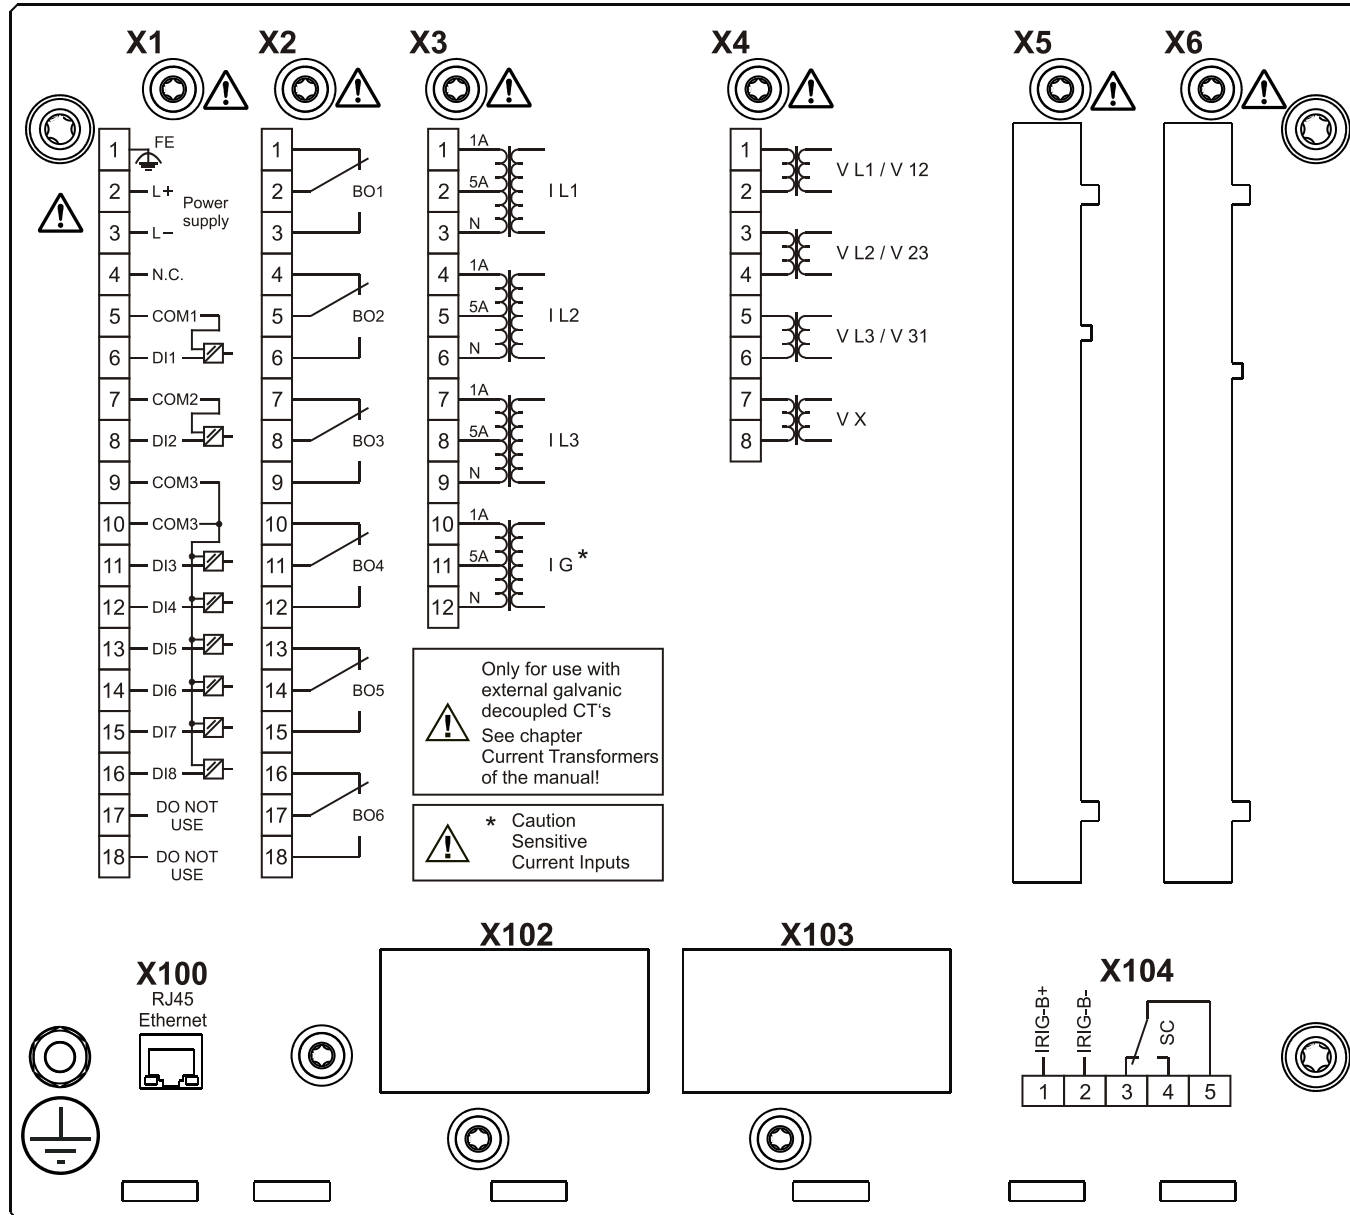 X1 X2 X3 X4 X5 X6
1 FE
2 L+
Power
supply
3 L–
4 N.C.
5 COM1
6 DI1
7 COM2
8 DI2
9 COM3
10 COM3
11 DI3
12 DI4
13 DI5
14 DI6
15 DI7
16 DI8
17 DO NOT
USE
18 DO NOT
USE
1
2 BO1
3
4
5 BO2
6
7
8 BO3
9
10
11 BO4
12
13
14 BO5
15
16
17 BO6
18
1 1A
2 5A I L1
3 N
4 1A
5 5A I L2
6 N
7 1A
8 5A I L3
9 N
10 1A
11 5A I G *
12 N
Only for use with
external galvanic
decoupled CT‘s
See chapter
Current Transformers
of the manual!
* Caution
Sensitive
Current Inputs
1
V L1 / V 12
2
3
V L2 / V 23
4
5
V L3 / V 31
6
7
V X
8
X100
RJ45
Ethernet
X102
X103
X104
IRIG-B+
IRIG-B-
SC
1 2 3 4 5